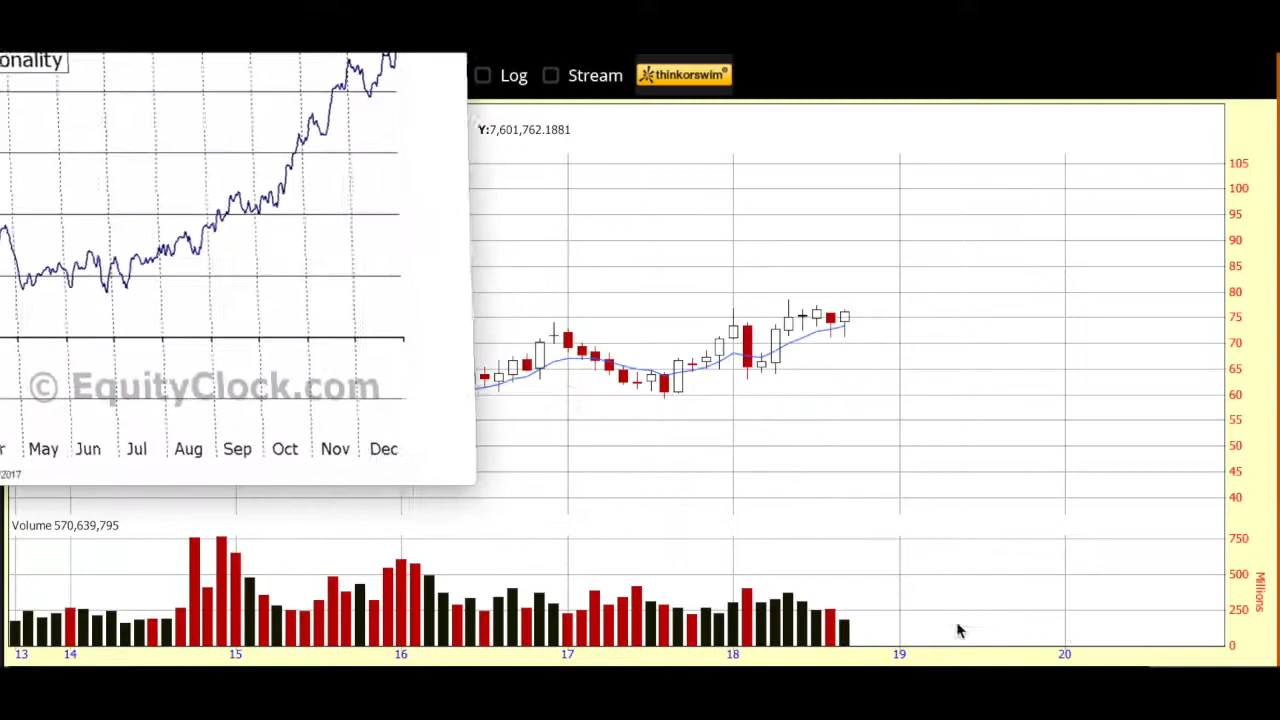 onality
Log
Stream
thinkorswim®
Y:7,601,762.1881
105
100
95
90
85
80
75
70
65
60
55
50
45
40
© EquityClock.com
r May Jun Jul Aug Sep Oct Nov Dec
/2017
Volume 570,639,795
750
500
250
0
Millions
13 14 15 16 17 18 19 20